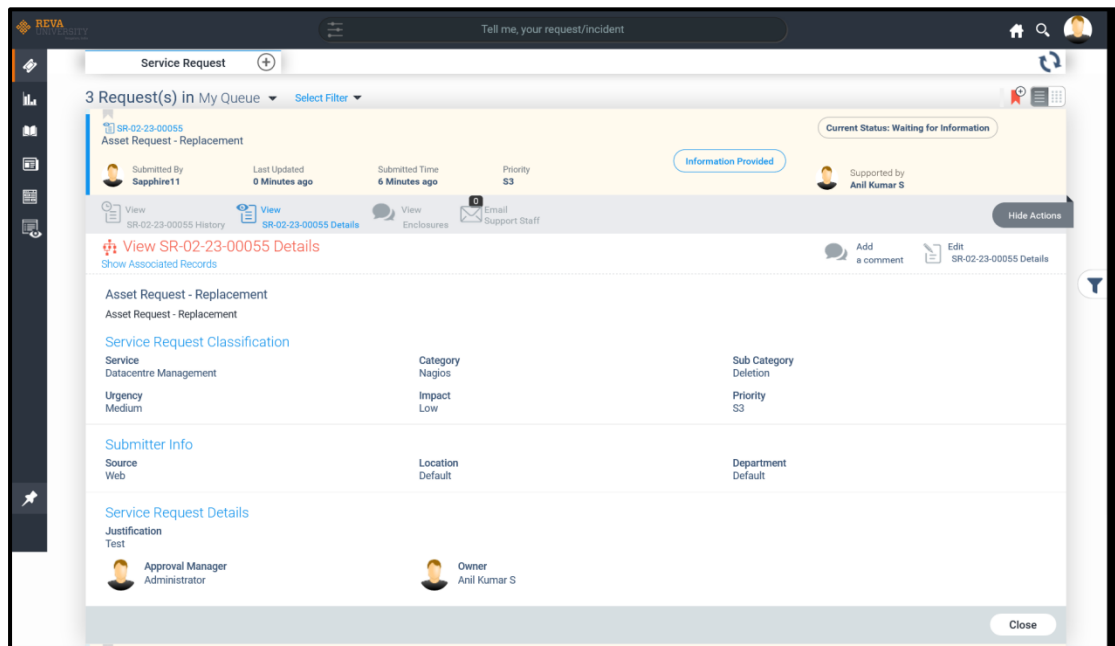 REVA
UNIVERSITY
Tell me, your request/incident
Service Request
3 Request(s) in My Queue Select Filter
SR-02-23-00055
Asset Request - Replacement
Current Status: Waiting for Information
Submitted By
Sapphire11
Last Updated
0 Minutes ago
Submitted Time
6 Minutes ago
Priority
S3
Information Provided
Supported by
Anil Kumar S
View
SR-02-23-00055 History
View
SR-02-23-00055 Details
View
Enclosures
0
Email
Support Staff
Hide Actions
View SR-02-23-00055 Details
Show Associated Records
Add
a comment
Edit
SR-02-23-00055 Details
Asset Request - Replacement
Asset Request - Replacement
Service Request Classification
Service
Datacentre Management
Category
Nagios
Sub Category
Deletion
Urgency
Medium
Impact
Low
Priority
S3
Submitter Info
Source
Web
Location
Default
Department
Default
Service Request Details
Justification
Test
Approval Manager
Administrator
Owner
Anil Kumar S
Close